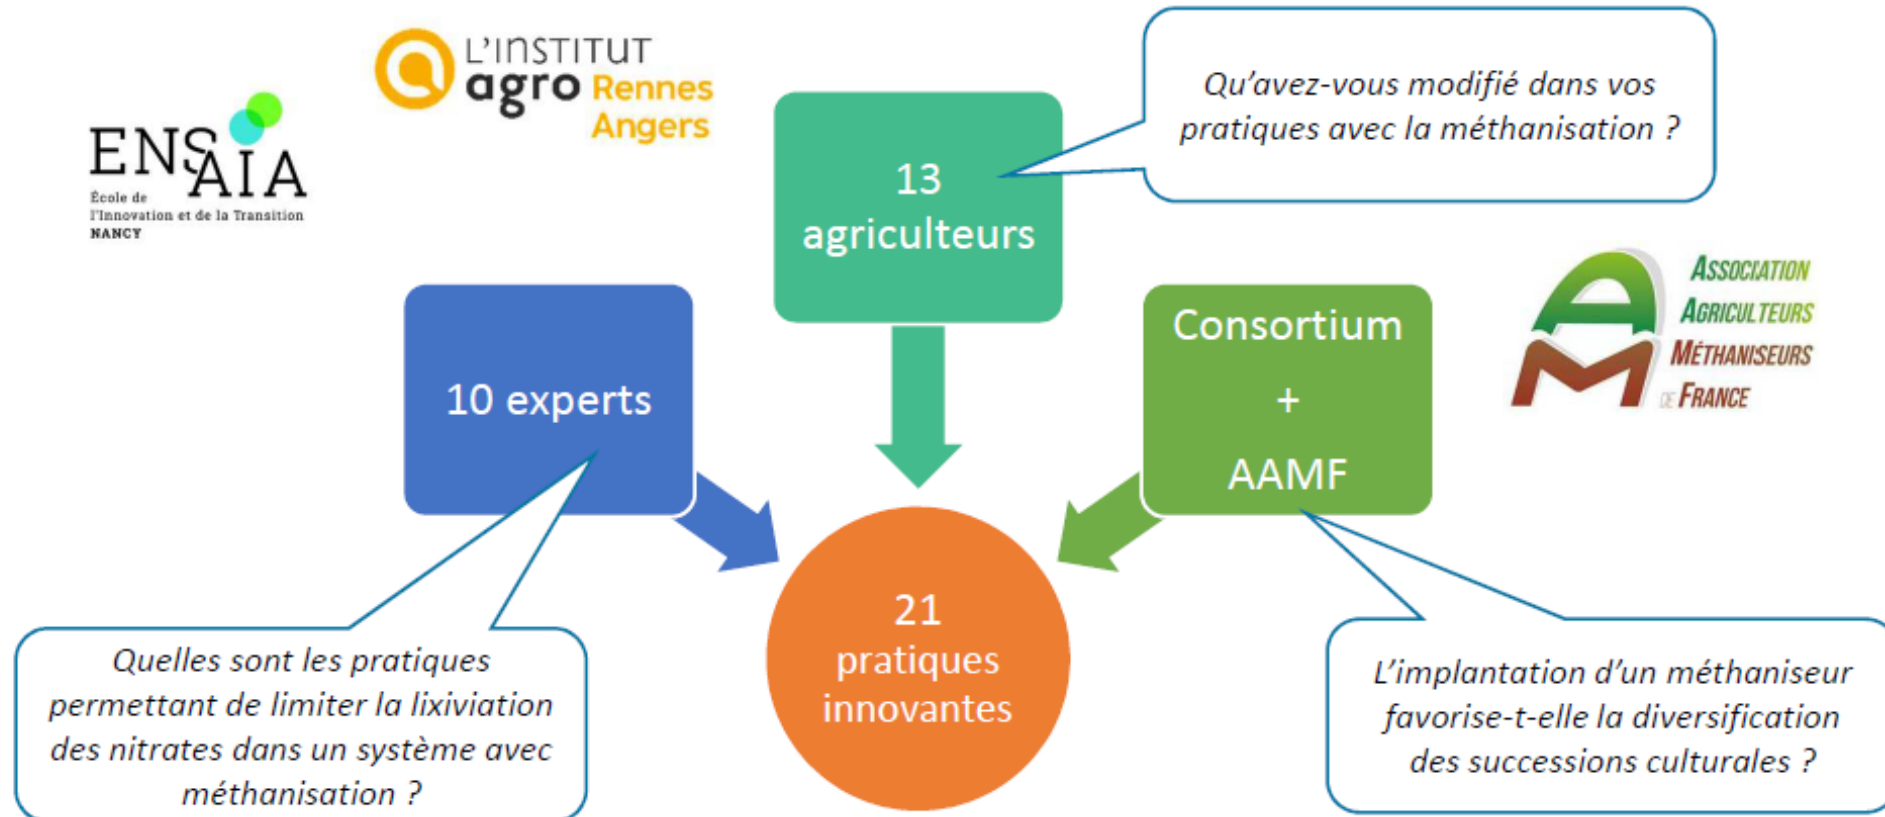 L'INSTITUT
agro Rennes
Angers
ENSAIA
École de
l'Innovation et de la Transition
NANCY
Qu'avez-vous modifié dans vos
pratiques avec la méthanisation ?
13
agriculteurs
10 experts
Consortium
+
AAMF
ASSOCIATION
AGRICULTEURS
MÉTHANISEURS
DE FRANCE
21
pratiques
innovantes
Quelles sont les pratiques
permettant de limiter la lixiviation
des nitrates dans un système avec
méthanisation ?
L'implantation d'un méthaniseur
favorise-t-elle la diversification
des successions culturales ?